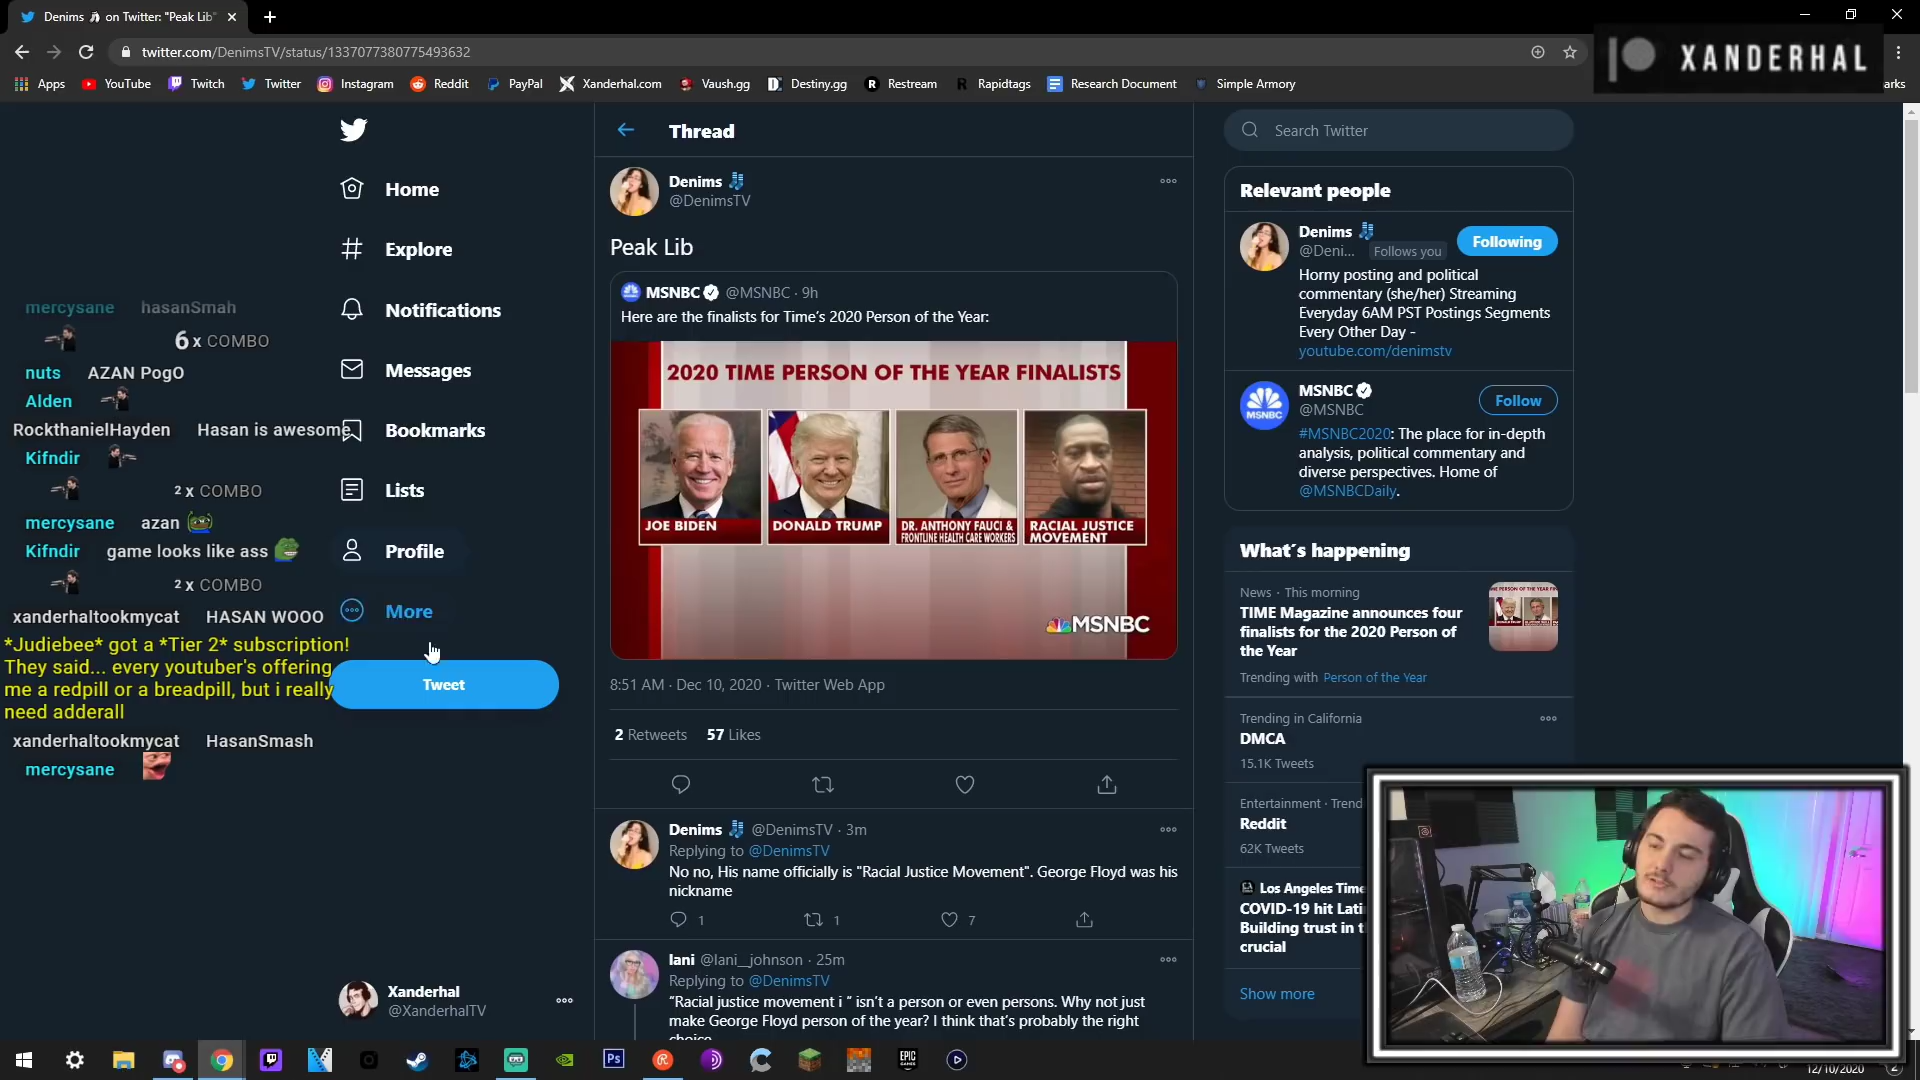 Denims on Twitter: "Peak Lib"
twitter.com/DenimsTV/status/1337077380775493632
XANDERHAL
Apps YouTube Twitch Twitter Instagram Reddit PayPal Xanderhal.com Vaush.gg Destiny.gg Restream Rapidtags Research Document Simple Armory arks
Home
Explore
Notifications
Messages
Bookmarks
Lists
Profile
More
Tweet
Xanderhal
@XanderhalTV
mercysane hasanSmah
6 x COMBO
nuts AZAN PogO
Alden
RockthanielHayden Hasan is awesome
Kifndir
2 x COMBO
mercysane azan
Kifndir game looks like ass
2 x COMBO
xanderhaltookmycat HASAN WOOO
*Judiebee* got a *Tier 2* subscription!
They said... every youtuber's offering
me a redpill or a breadpill, but i really
need adderall
xanderhaltookmycat HasanSmash
mercysane
Thread
Denims
@DenimsTV
Peak Lib
MSNBC @MSNBC · 9h
Here are the finalists for Time's 2020 Person of the Year:
2020 TIME PERSON OF THE YEAR FINALISTS
JOE BIDEN
DONALD TRUMP
DR. ANTHONY FAUCI &
FRONTLINE HEALTH CARE WORKERS
RACIAL JUSTICE
MOVEMENT
MSNBC
8:51 AM · Dec 10, 2020 · Twitter Web App
2 Retweets 57 Likes
Denims @DenimsTV · 3m
Replying to @DenimsTV
No no, His name officially is "Racial Justice Movement". George Floyd was his
nickname
1 1 7
lani @lani__johnson · 25m
Replying to @DenimsTV
"Racial justice movement i " isn't a person or even persons. Why not just
make George Floyd person of the year? I think that's probably the right
choice
Search Twitter
Relevant people
Denims
@Deni... Follows you
Following
Horny posting and political
commentary (she/her) Streaming
Everyday 6AM PST Postings Segments
Every Other Day -
youtube.com/denimstv
MSNBC
@MSNBC
Follow
#MSNBC2020: The place for in-depth
analysis, political commentary and
diverse perspectives. Home of
@MSNBCDaily.
What's happening
News · This morning
TIME Magazine announces four
finalists for the 2020 Person of
the Year
Trending with Person of the Year
Trending in California
DMCA
15.1K Tweets
Entertainment · Trend
Reddit
62K Tweets
Los Angeles Time
COVID-19 hit Lati
Building trust in t
crucial
Show more
Ps
EPIC
GAMES
12/10/2020
2